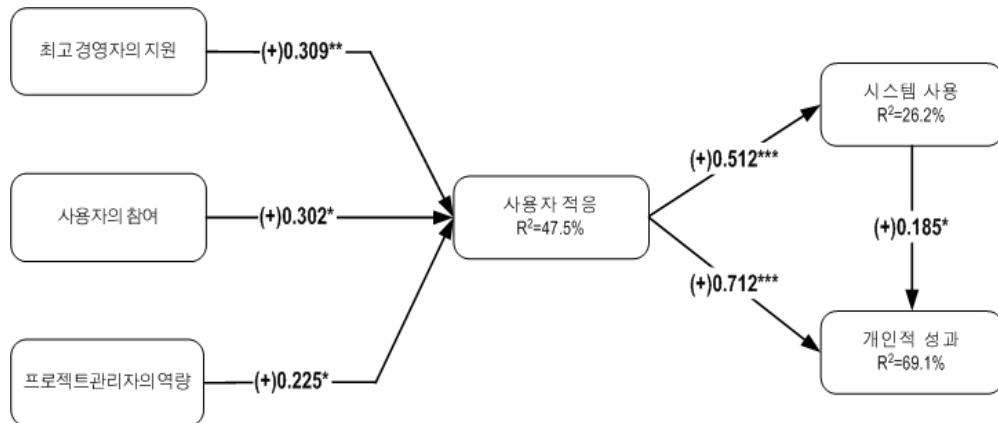 최고경영자의 지원
(+)0.309**
시스템 사용
R²=26.2%
(+)0.512***
사용자의 참여
(+)0.302*
사용자 적응
R²=47.5%
(+)0.185*
(+)0.712***
프로젝트관리자의 역량
(+)0.225*
개인적 성과
R²=69.1%